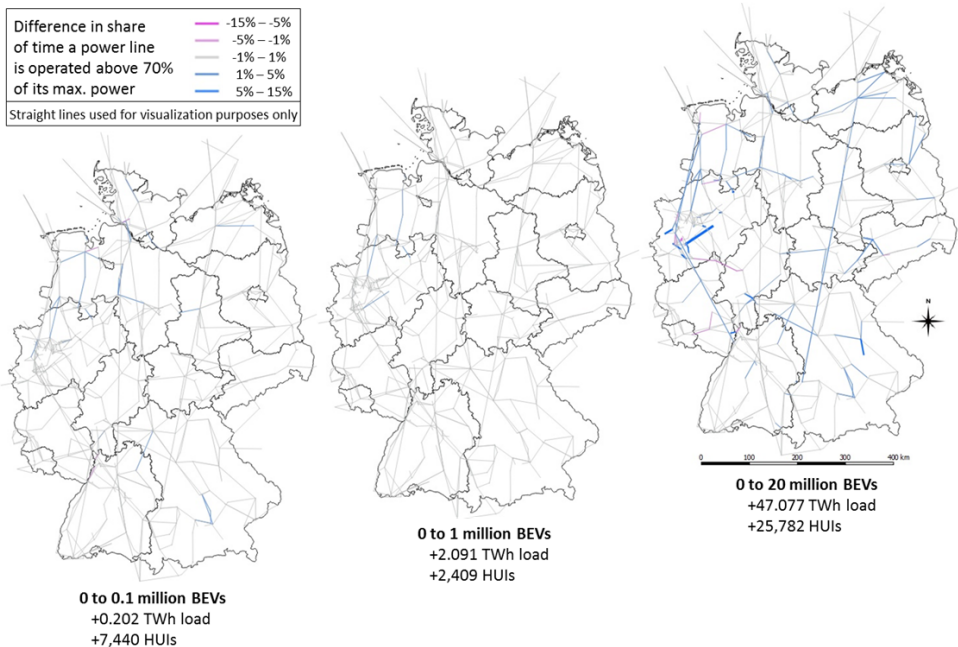 Difference in share
of time a power line
is operated above 70%
of its max. power
-15% – -5%
-5% – -1%
-1% – 1%
1% – 5%
5% – 15%
Straight lines used for visualization purposes only
N
0 100 200 300 400 km
0 to 20 million BEVs
+47.077 TWh load
+25,782 HUIs
0 to 1 million BEVs
+2.091 TWh load
+2,409 HUIs
0 to 0.1 million BEVs
+0.202 TWh load
+7,440 HUIs